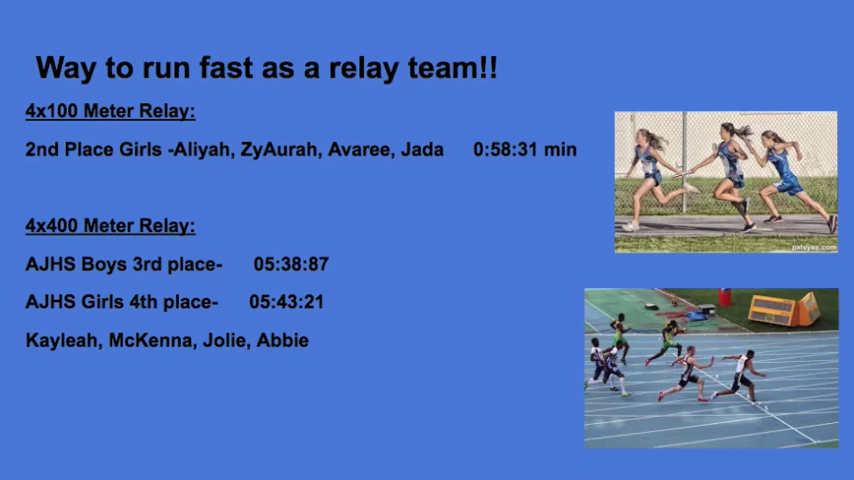 Way to run fast as a relay team!!
4x100 Meter Relay:
2nd Place Girls -Aliyah, ZyAurah, Avaree, Jada 0:58:31 min
4x400 Meter Relay:
AJHS Boys 3rd place- 05:38:87
AJHS Girls 4th place- 05:43:21
Kayleah, McKenna, Jolie, Abbie
pxleyes.com